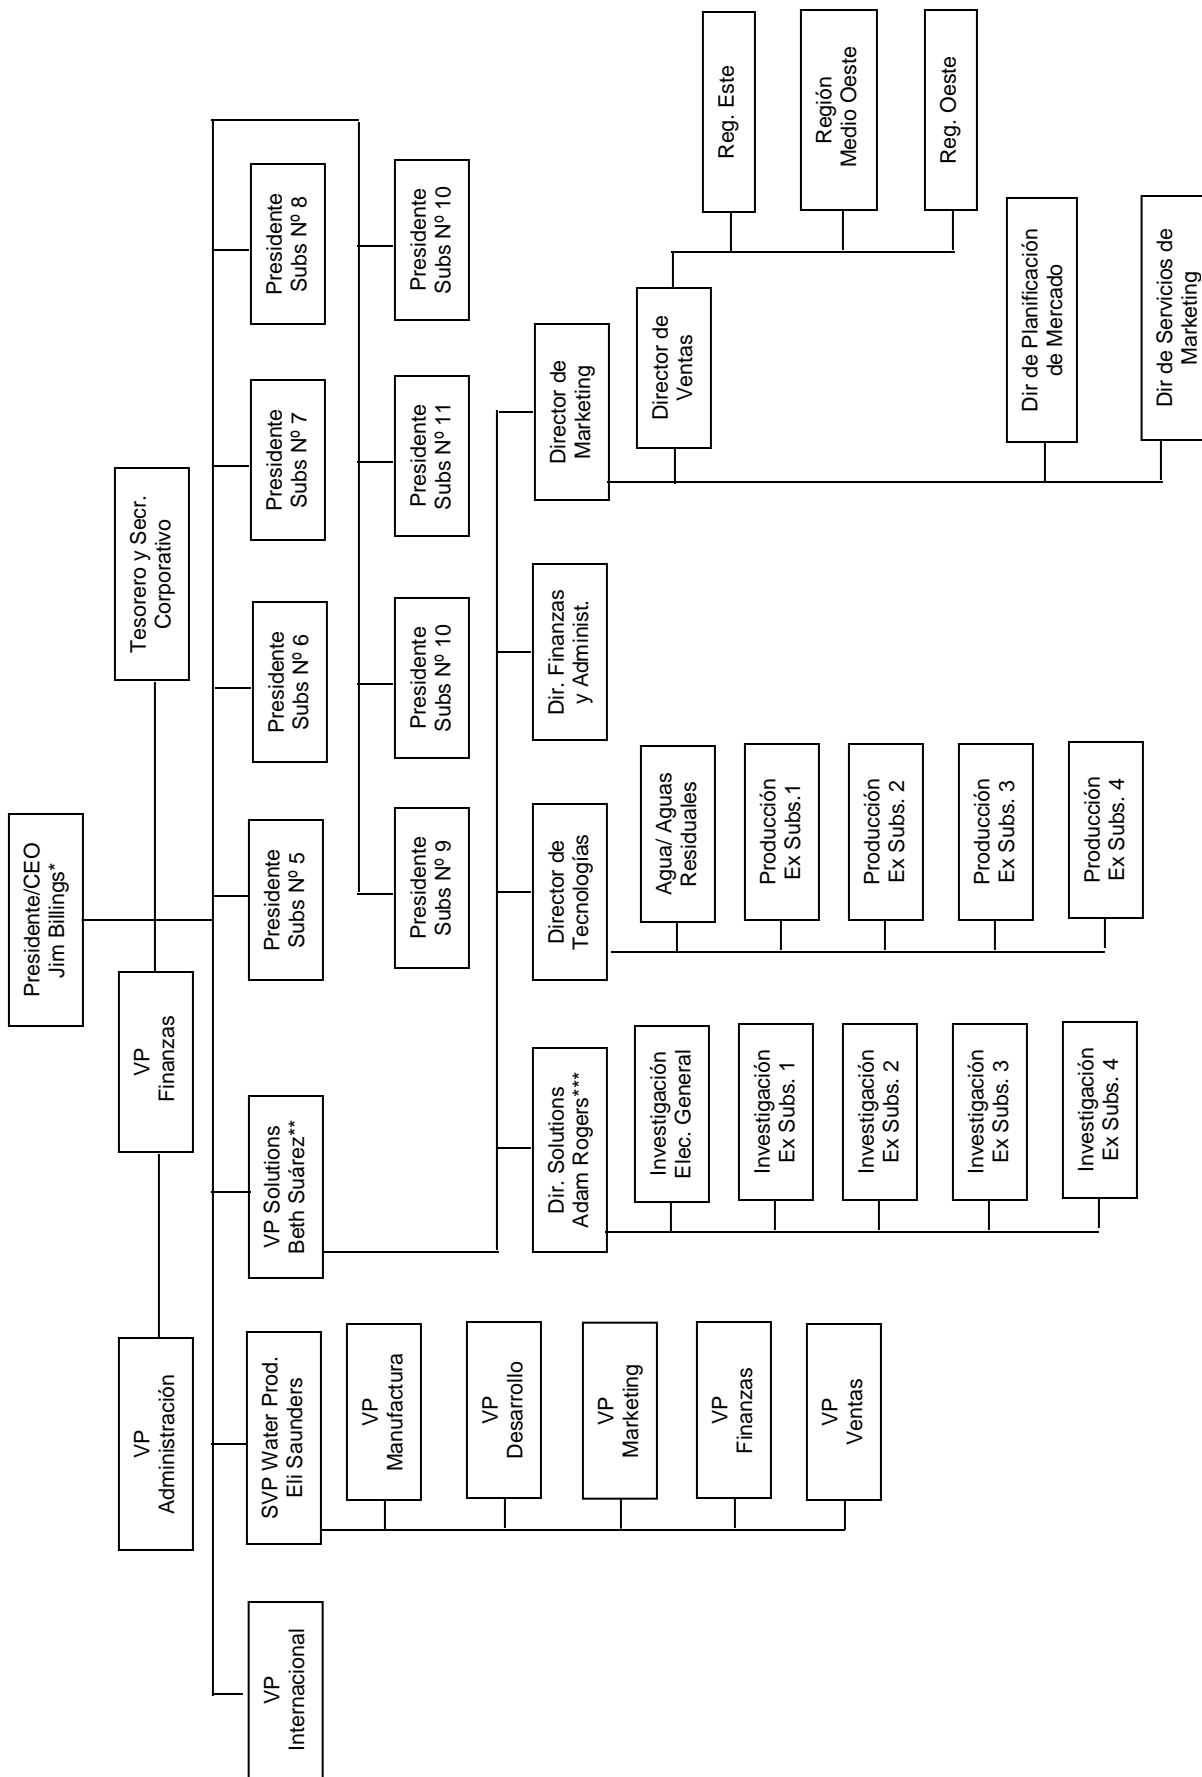 Presidente/CEO
Jim Billings*
VP
Administración
VP
Finanzas
Tesorero y Secr.
Corporativo
VP
Internacional
SVP Water Prod.
Eli Saunders
VP Solutions
Beth Suárez**
Presidente
Subs Nº 5
Presidente
Subs Nº 6
Presidente
Subs Nº 7
Presidente
Subs Nº 8
Presidente
Subs Nº 9
Presidente
Subs Nº 10
Presidente
Subs Nº 11
Presidente
Subs Nº 10
VP
Manufactura
VP
Desarrollo
VP
Marketing
VP
Finanzas
VP
Ventas
Dir. Solutions
Adam Rogers***
Director de
Tecnologías
Dir. Finanzas
y Administ.
Director de
Marketing
Investigación
Elec. General
Investigación
Ex Subs. 1
Investigación
Ex Subs. 2
Investigación
Ex Subs. 3
Investigación
Ex Subs. 4
Agua/ Aguas
Residuales
Producción
Ex Subs.1
Producción
Ex Subs. 2
Producción
Ex Subs. 3
Producción
Ex Subs. 4
Director de
Ventas
Reg. Este
Región
Medio Oeste
Reg. Oeste
Dir de Planificación
de Mercado
Dir de Servicios de
Marketing